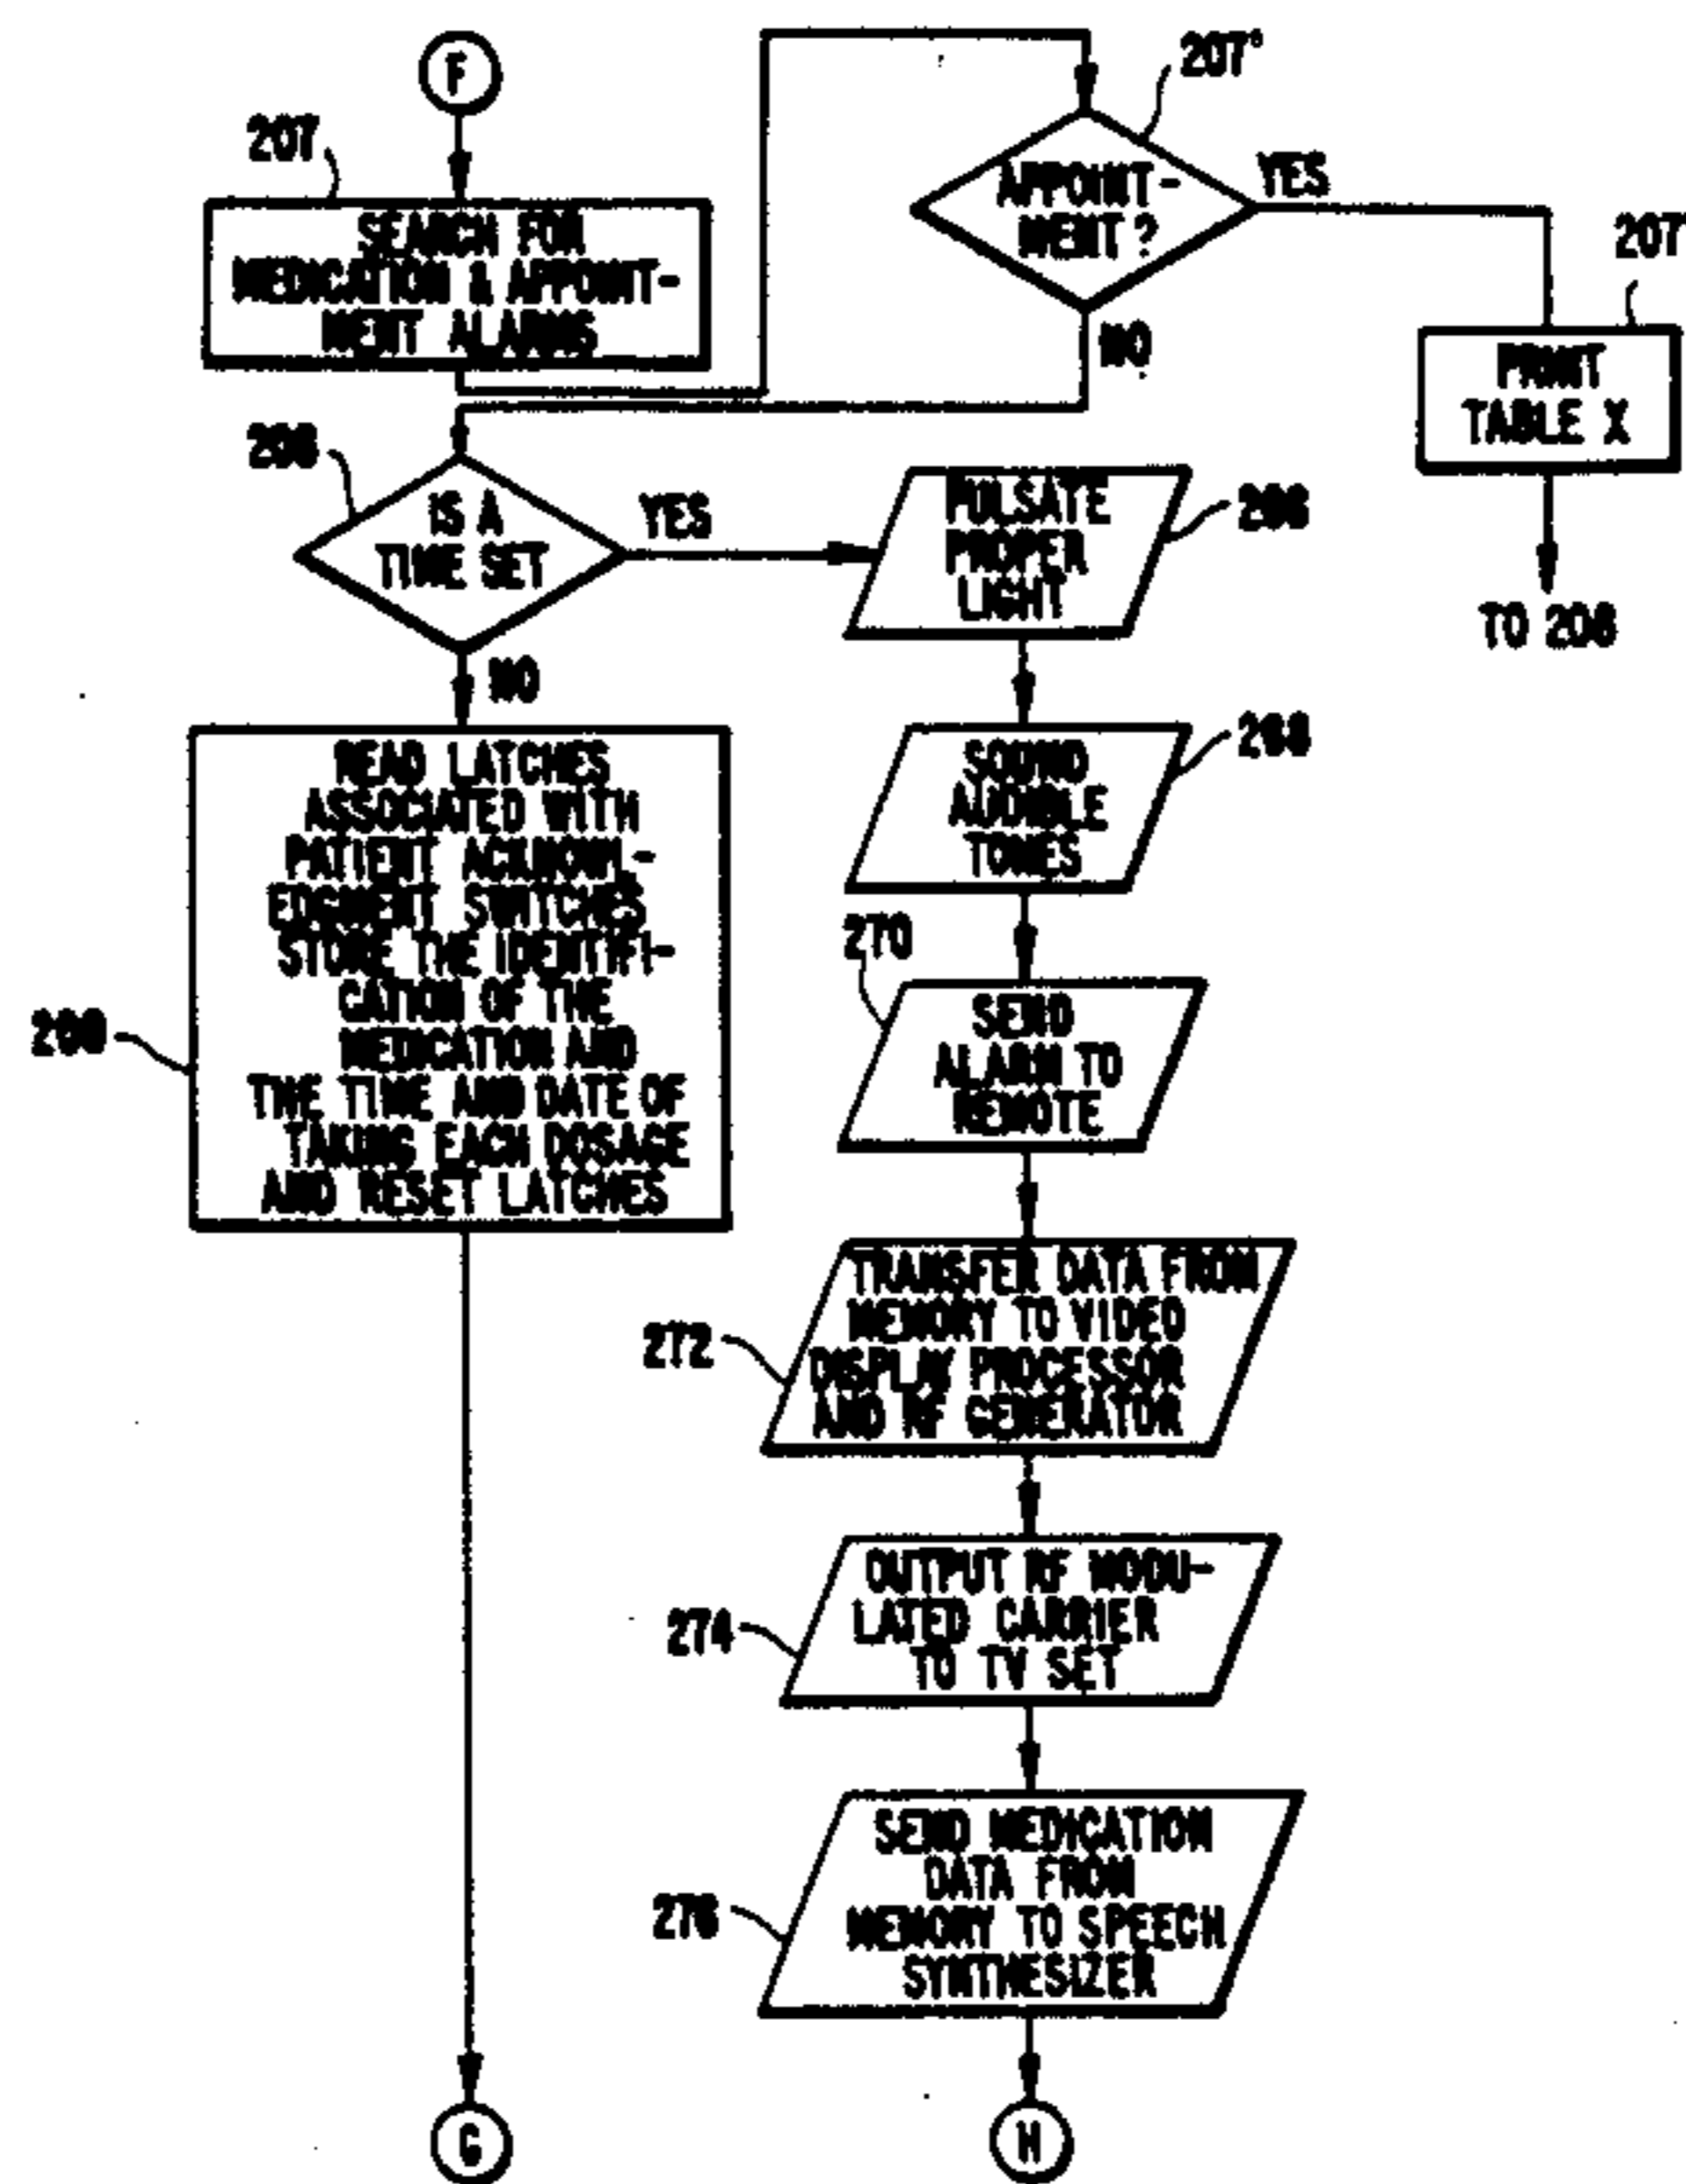 F
207
SEARCH FOR
MEDICATION & APPOINT-
MENT ALARMS
207'
APPOINT-
MENT?
YES
NO
207"
PRINT
TABLE X
TO 208
IS A
TIME SET
YES
NO
PULSATE
PROPER
LIGHT
SOUND
AUDIBLE
TONES
270
SEND
ALARM TO
REMOTE
READ LATCHES
ASSOCIATED WITH
PATIENT ACKNOWL-
EDGMENT SWITCHES
STORE THE IDENTIFI-
CATION OF THE
MEDICATION AND
THE TIME AND DATE OF
TAKING EACH DOSAGE
AND RESET LATCHES
272
TRANSFER DATA FROM
MEMORY TO VIDEO
DISPLAY PROCESSOR
AND RF GENERATOR
274
OUTPUT RF MODU-
LATED CARRIER
TO TV SET
276
SEND MEDICATION
DATA FROM
MEMORY TO SPEECH
SYNTHESIZER
G
H